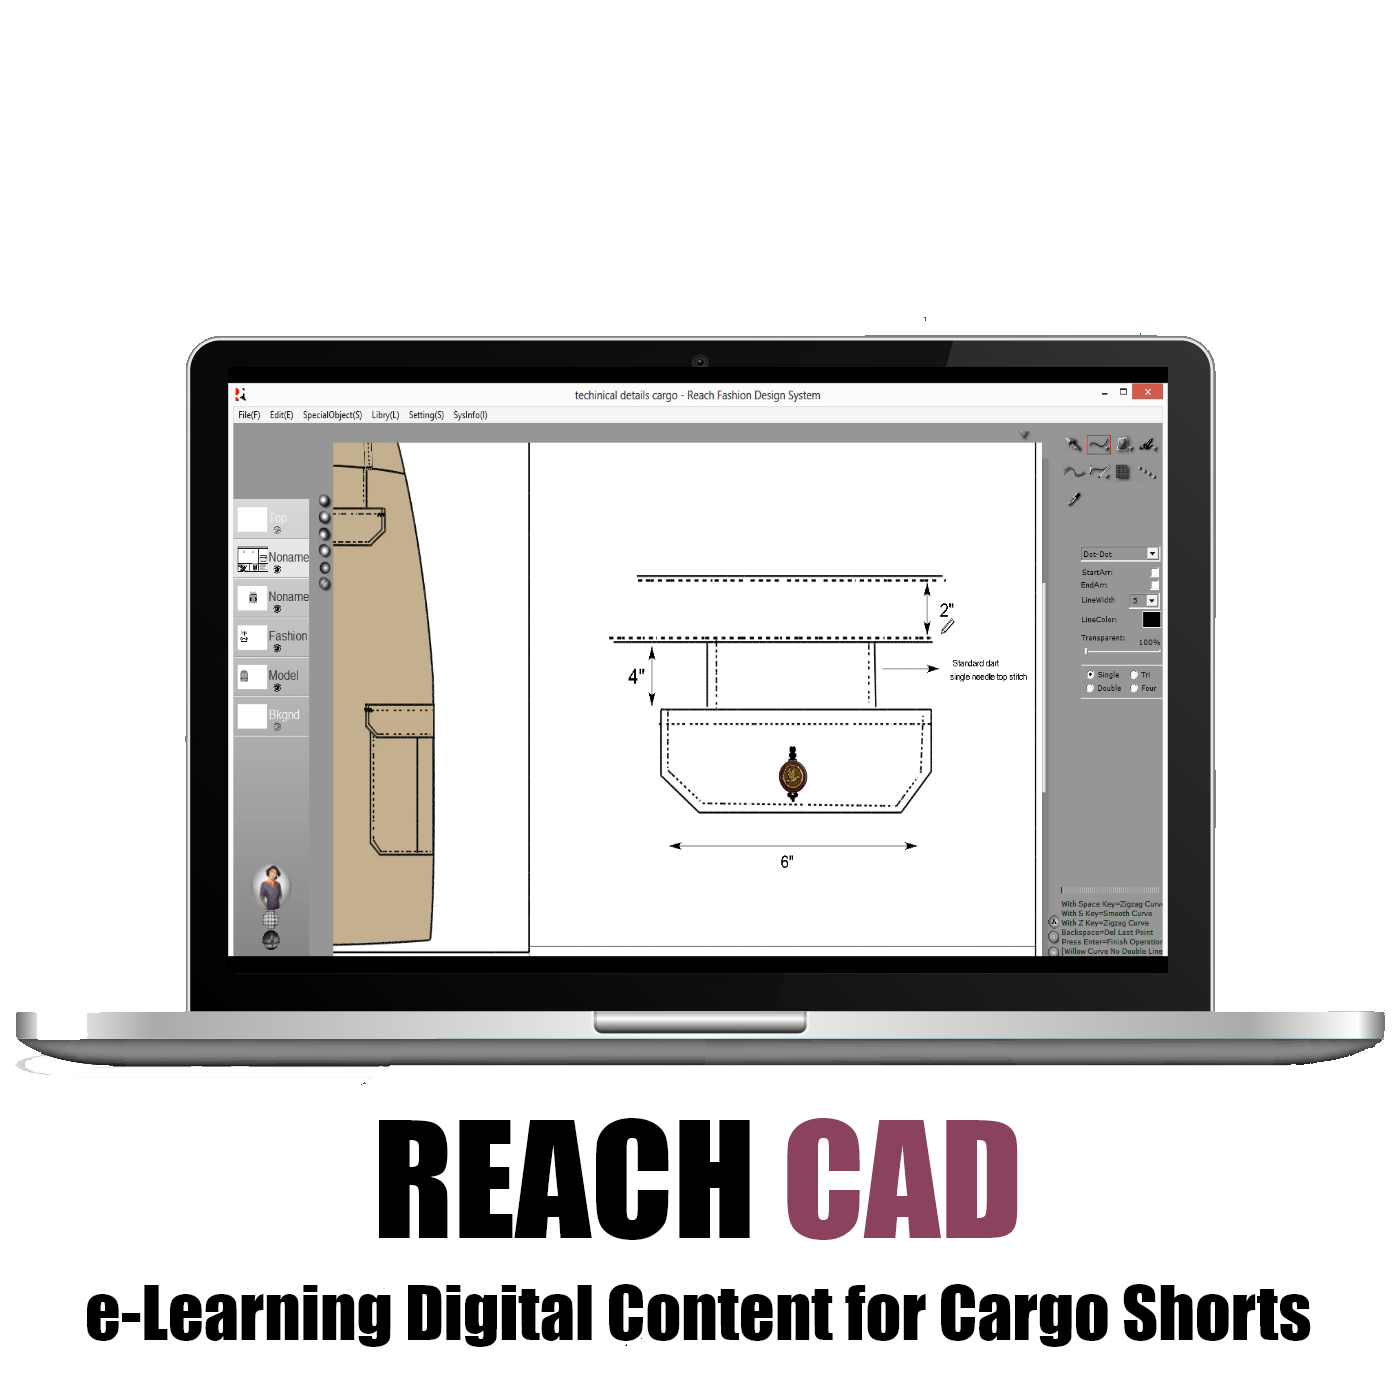 techinical details cargo - Reach Fashion Design System
File(F) Edit(E) SpecialObject(S) Libry(L) Setting(S) SysInfo(I)
Top
Noname
Noname
Fashion
Model
Bkgnd
2"
4"
Standard dart
single needle top stitch
6"
Dot-Dot
StartArr:
EndArr:
LineWidth 5
LineColor:
Transparent: 100%
Single Tri
Double Four
With Space Key=Zigzag Curv
With S Key=Smooth Curve
With Z Key=Zigzag Curve
Backspace=Del Last Point
Press Enter=Finish Operation
[Willow Curve No Double Line
REACH CAD
e-Learning Digital Content for Cargo Shorts